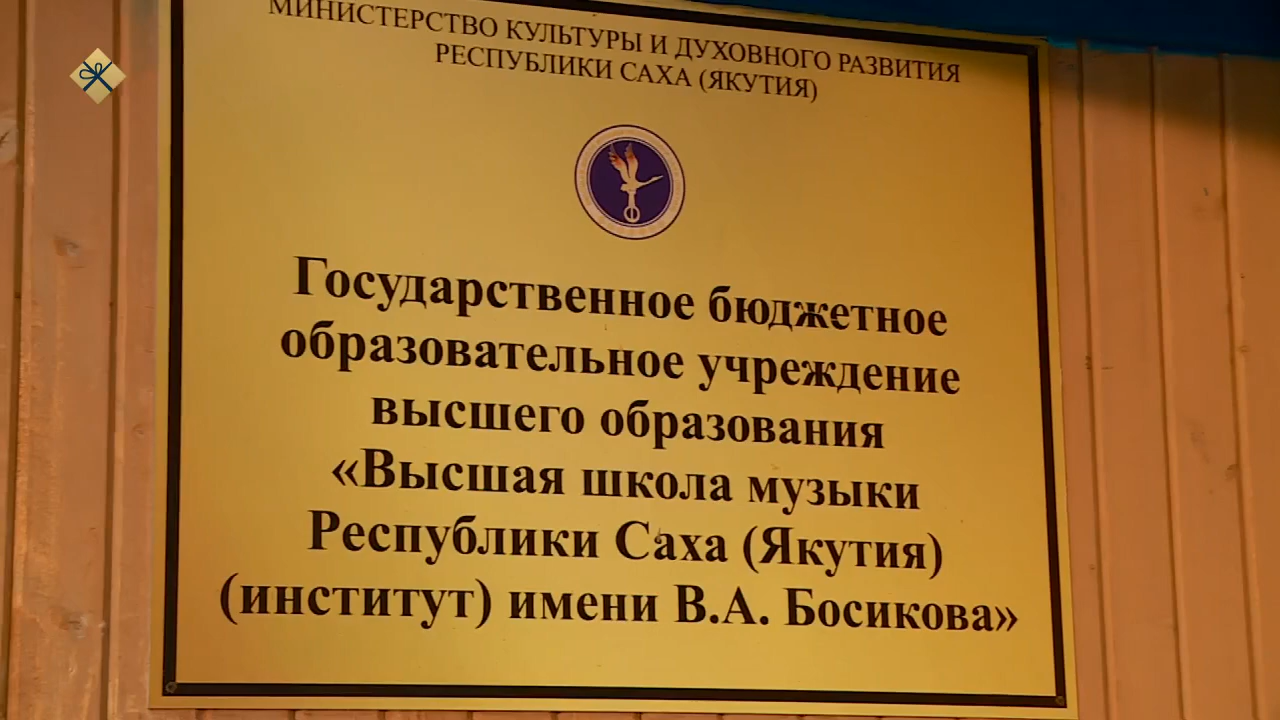 МИНИСТЕРСТВО КУЛЬТУРЫ И ДУХОВНОГО РАЗВИТИЯ
РЕСПУБЛИКИ САХА (ЯКУТИЯ)
Государственное бюджетное
образовательное учреждение
высшего образования
«Высшая школа музыки
Республики Саха (Якутия)
(институт) имени В.А. Босикова»